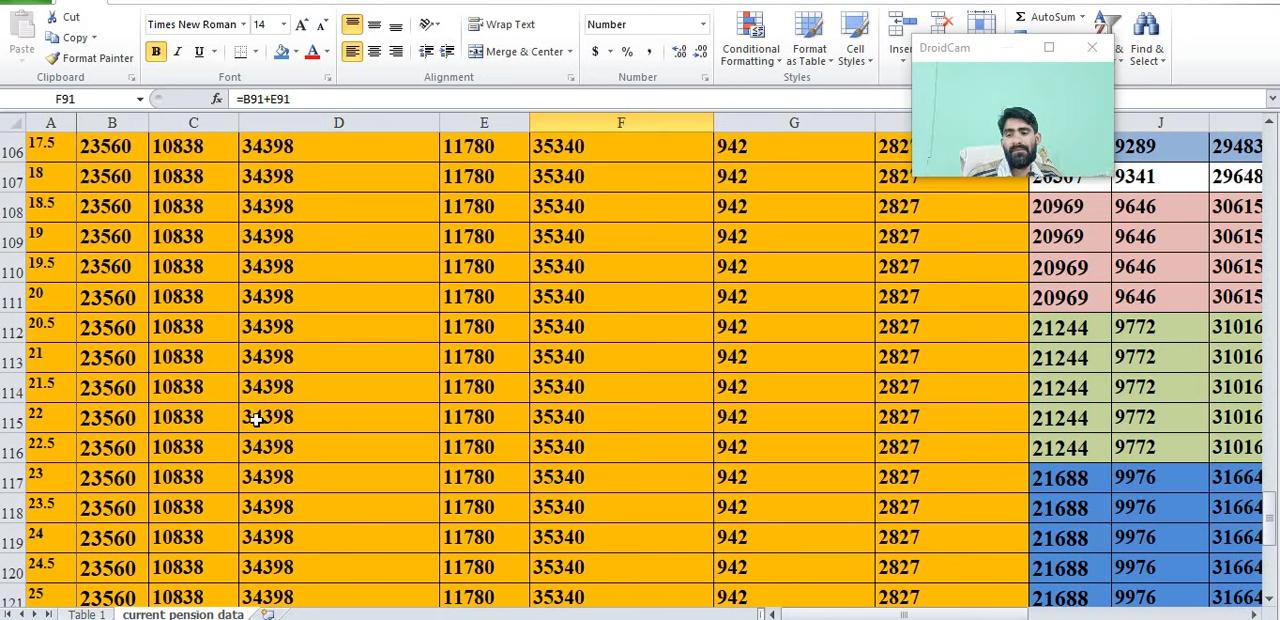 Cut
Copy
Format Painter
Paste
Clipboard
Times New Roman 14
B I U
Font
Wrap Text
Merge & Center
Alignment
Number
$ % ,
Number
Conditional Formatting
Format as Table
Cell Styles
Styles
AutoSum
Find & Select
DroidCam
F91 fx =B91+E91
A B C D E F G J
106 17.5 23560 10838 34398 11780 35340 942 2827 9289 29483
107 18 23560 10838 34398 11780 35340 942 2827 9341 29648
108 18.5 23560 10838 34398 11780 35340 942 2827 20969 9646 30615
109 19 23560 10838 34398 11780 35340 942 2827 20969 9646 30615
110 19.5 23560 10838 34398 11780 35340 942 2827 20969 9646 30615
111 20 23560 10838 34398 11780 35340 942 2827 20969 9646 30615
112 20.5 23560 10838 34398 11780 35340 942 2827 21244 9772 31016
113 21 23560 10838 34398 11780 35340 942 2827 21244 9772 31016
114 21.5 23560 10838 34398 11780 35340 942 2827 21244 9772 31016
115 22 23560 10838 34398 11780 35340 942 2827 21244 9772 31016
116 22.5 23560 10838 34398 11780 35340 942 2827 21244 9772 31016
117 23 23560 10838 34398 11780 35340 942 2827 21688 9976 31664
118 23.5 23560 10838 34398 11780 35340 942 2827 21688 9976 31664
119 24 23560 10838 34398 11780 35340 942 2827 21688 9976 31664
120 24.5 23560 10838 34398 11780 35340 942 2827 21688 9976 31664
121 25 23560 10838 34398 11780 35340 942 2827 21688 9976 31664
Table 1 current pension data